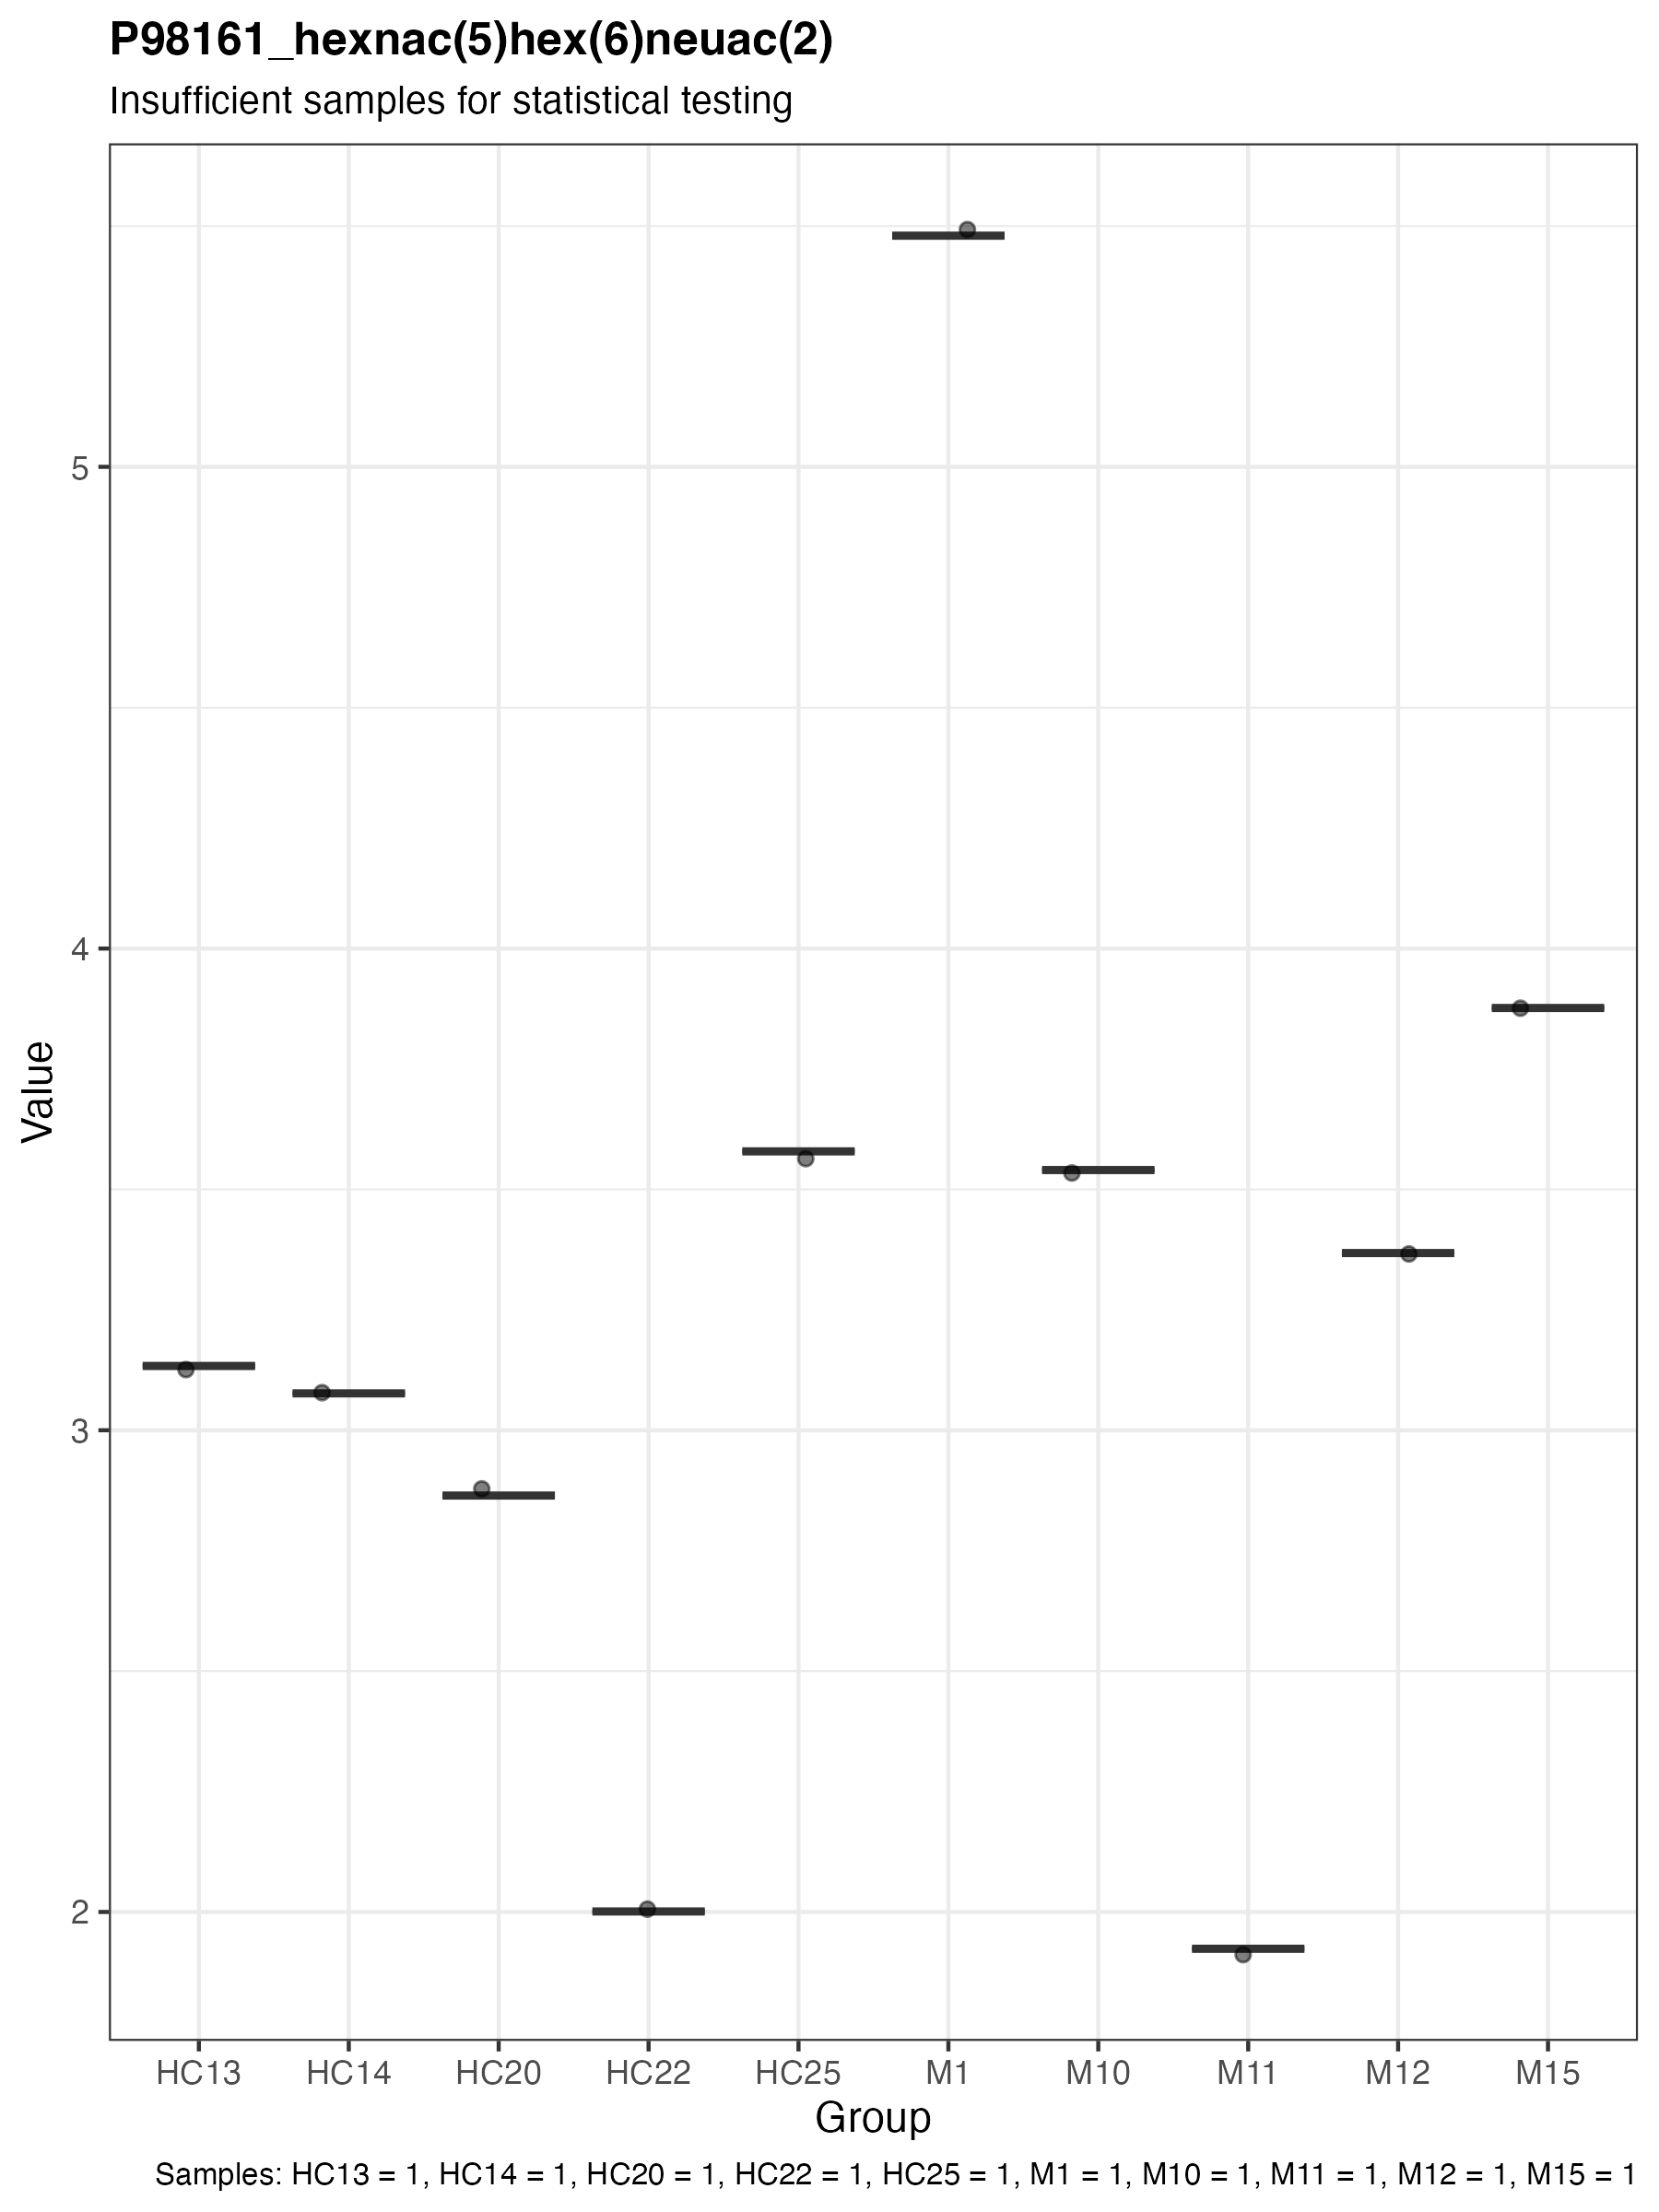 P98161_hexnac(5)hex(6)neuac(2)
Insufficient samples for statistical testing
Value
5
4
3
2
HC13 HC14 HC20 HC22 HC25 M1 M10 M11 M12 M15
Group
Samples: HC13 = 1, HC14 = 1, HC20 = 1, HC22 = 1, HC25 = 1, M1 = 1, M10 = 1, M11 = 1, M12 = 1, M15 = 1